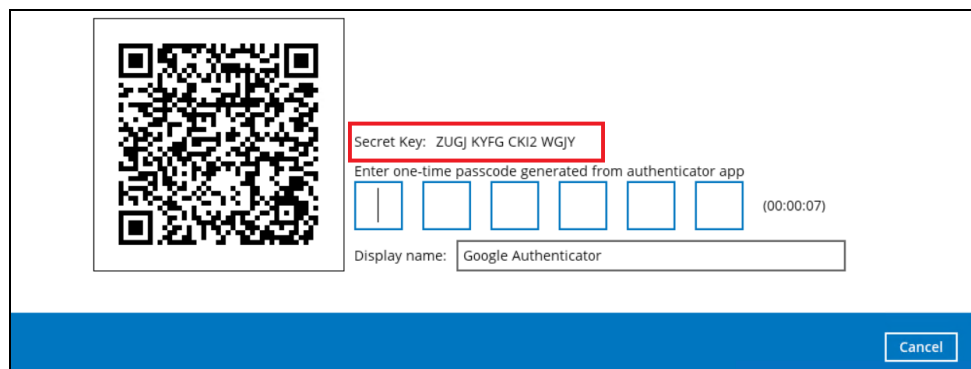 Secret Key: ZUGJ KYFG CKI2 WGJY
Enter one-time passcode generated from authenticator app
(00:00:07)
Display name: Google Authenticator
Cancel